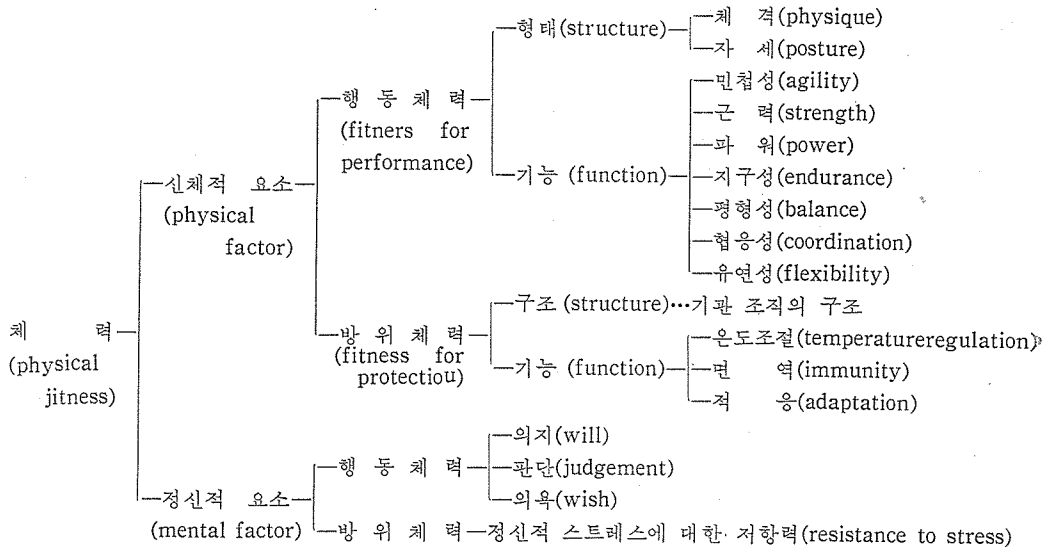 형태(structure)
체 격(physique)
자 세(posture)
행 동 체 력
(fitners for
performance)
기능 (function)
민첩성(agility)
근 력(strength)
파 워(power)
지구성(endurance)
평형성(balance)
협응성(coordination)
유연성(flexibility)
신체적 요소
(physical
factor)
방 위 체 력
(fitness for
protectiou)
구조 (structure)…기관 조직의 구조
기능 (function)
온도조절(temperatureregulation)
면 역(immunity)
적 응(adaptation)
체 력
(physical
jitness)
정신적 요소
(mental factor)
행 동 체 력
의지(will)
판단(judgement)
의욕(wish)
방 위 체 력
정신적 스트레스에 대한 저항력(resistance to stress)